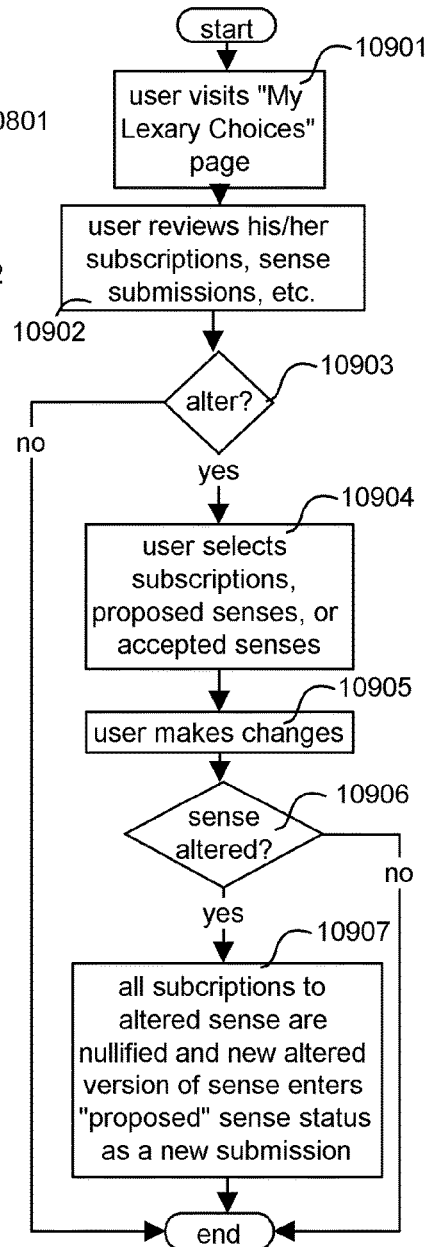 start
10901
user visits "My
Lexary Choices"
page
0801
user reviews his/her
subscriptions, sense
submissions, etc.
2
10902
10903
alter?
no
yes
10904
user selects
subscriptions,
proposed senses, or
accepted senses
10905
user makes changes
10906
sense
altered?
no
yes
10907
all subcriptions to
altered sense are
nullified and new altered
version of sense enters
"proposed" sense status
as a new submission
end